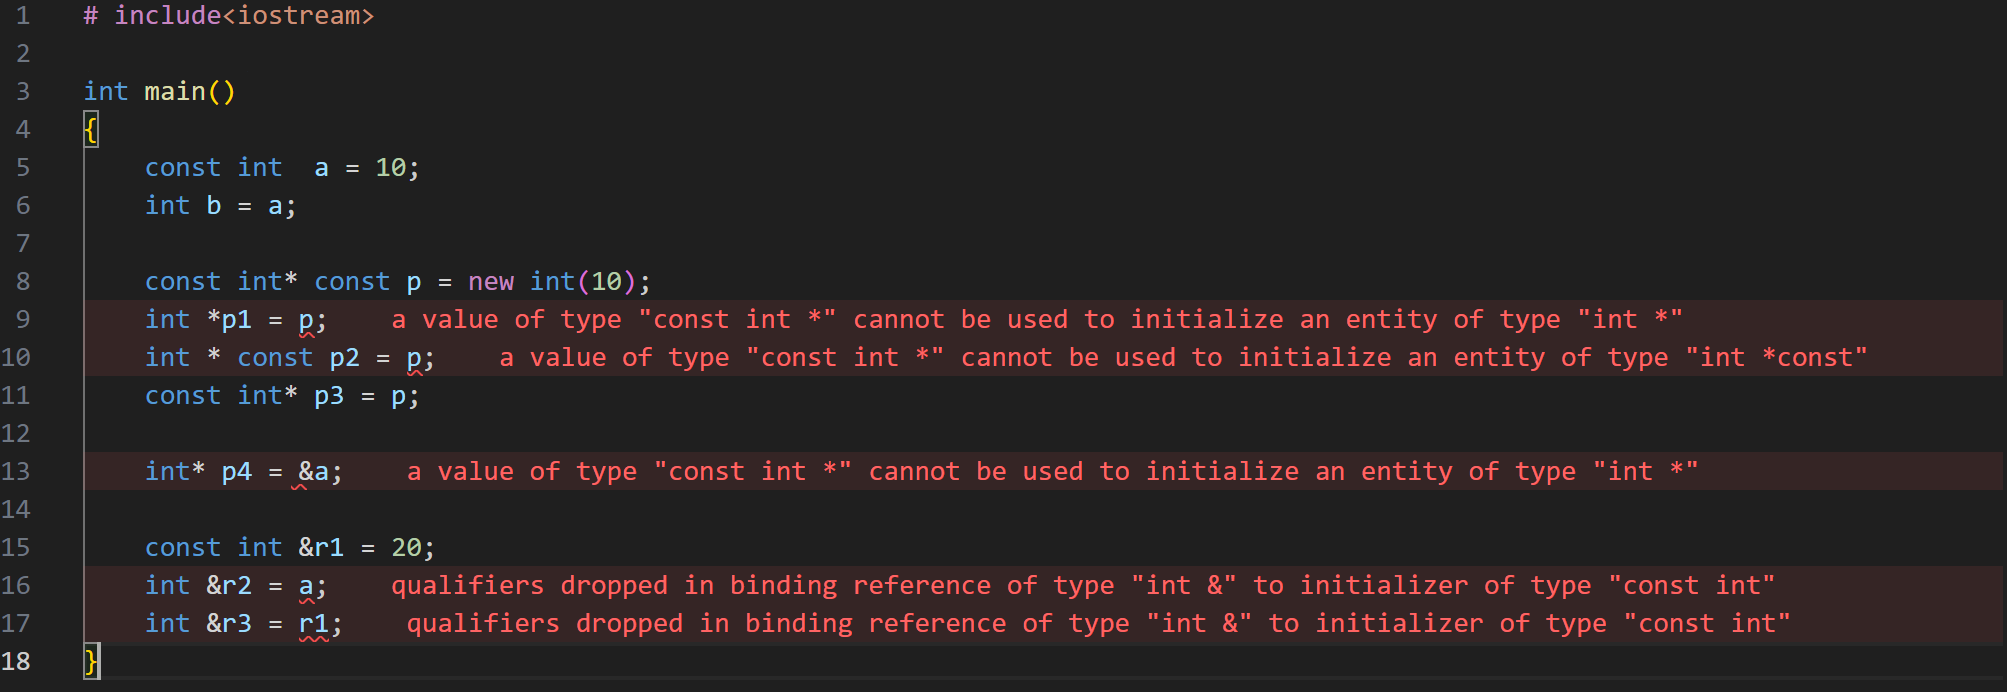 1 # include<iostream>
2
3 int main()
4 {
5 const int  a = 10;
6 int b = a;
7
8 const int* const p = new int(10);
9 int *p1 = p;    a value of type "const int *" cannot be used to initialize an entity of type "int *"
10 int * const p2 = p;    a value of type "const int *" cannot be used to initialize an entity of type "int *const"
11 const int* p3 = p;
12
13 int* p4 = &a;    a value of type "const int *" cannot be used to initialize an entity of type "int *"
14
15 const int &r1 = 20;
16 int &r2 = a;    qualifiers dropped in binding reference of type "int &" to initializer of type "const int"
17 int &r3 = r1;    qualifiers dropped in binding reference of type "int &" to initializer of type "const int"
18 }